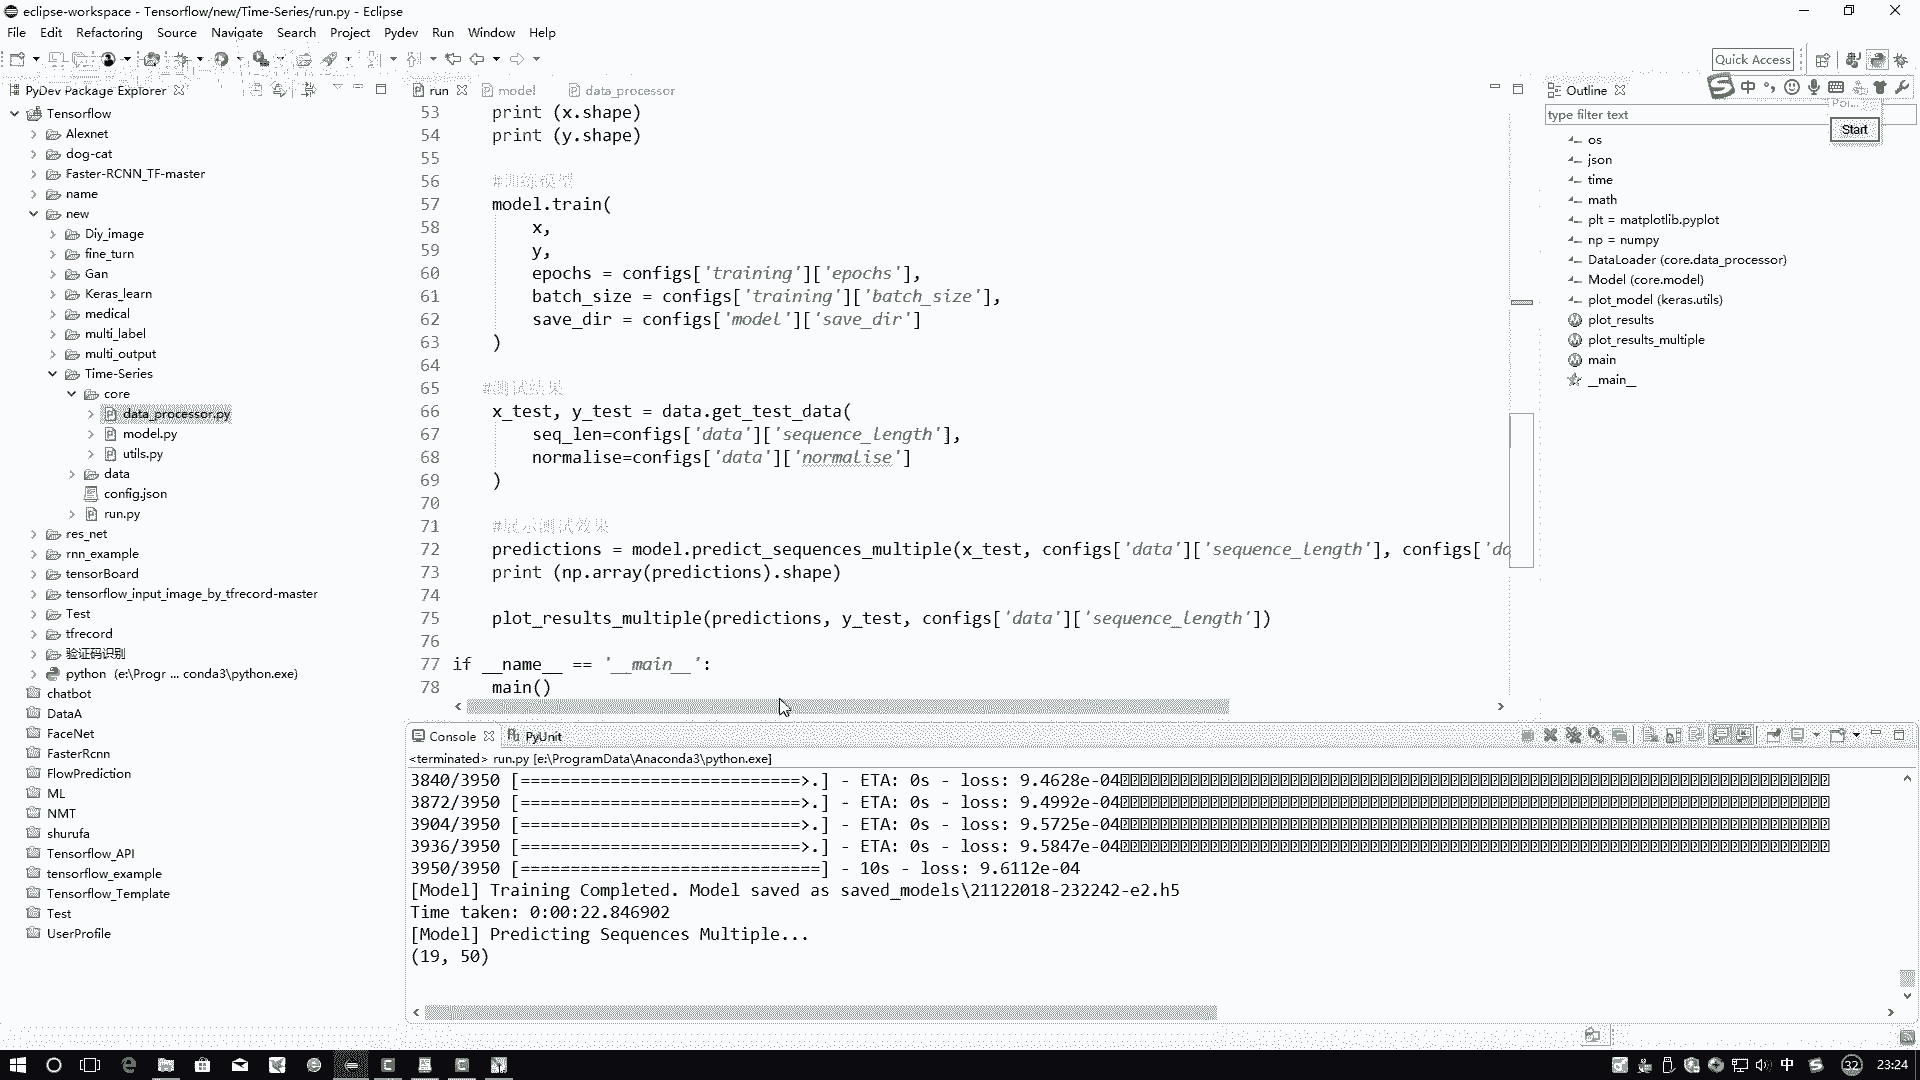 eclipse-workspace - Tensorflow/new/Time-Series/run.py - Eclipse
File Edit Refactoring Source Navigate Search Project Pydev Run Window Help
Quick Access
PyDev Package Explorer
Tensorflow
Alexnet
dog-cat
Faster-RCNN_TF-master
name
new
Diy_image
fine_turn
Gan
Keras_learn
medical
multi_label
multi_output
Time-Series
core
data_processor.py
model.py
utils.py
data
config.json
run.py
res_net
rnn_example
tensorBoard
tensorflow_input_image_by_tfrecord-master
Test
tfrecord
验证码识别
python (e:\Progr ... conda3\python.exe)
chatbot
DataA
FaceNet
FasterRcnn
FlowPrediction
ML
NMT
shurufa
Tensorflow_API
tensorflow_example
Tensorflow_Template
Test
UserProfile
run model data_processor
53 print (x.shape)
54 print (y.shape)
55
56 #训练模型
57 model.train(
58 x,
59 y,
60 epochs = configs['training']['epochs'],
61 batch_size = configs['training']['batch_size'],
62 save_dir = configs['model']['save_dir']
63 )
64
65 #测试结果
66 x_test, y_test = data.get_test_data(
67 seq_len=configs['data']['sequence_length'],
68 normalise=configs['data']['normalise']
69 )
70
71 #展示测试效果
72 predictions = model.predict_sequences_multiple(x_test, configs['data']['sequence_length'], configs['da
73 print (np.array(predictions).shape)
74
75 plot_results_multiple(predictions, y_test, configs['data']['sequence_length'])
76
77 if __name__ == '__main__':
78 main()
Outline
中
type filter text
Start
os
json
time
math
plt = matplotlib.pyplot
np = numpy
DataLoader (core.data_processor)
Model (core.model)
plot_model (keras.utils)
plot_results
plot_results_multiple
main
__main__
Console PyUnit
<terminated> run.py [e:\ProgramData\Anaconda3\python.exe]
3840/3950 [============================>.] - ETA: 0s - loss: 9.4628e-04
3872/3950 [============================>.] - ETA: 0s - loss: 9.4992e-04
3904/3950 [============================>.] - ETA: 0s - loss: 9.5725e-04
3936/3950 [============================>.] - ETA: 0s - loss: 9.5847e-04
3950/3950 [==============================] - 10s - loss: 9.6112e-04
[Model] Training Completed. Model saved as saved_models\21122018-232242-e2.h5
Time taken: 0:00:22.846902
[Model] Predicting Sequences Multiple...
(19, 50)
中 32 23:24